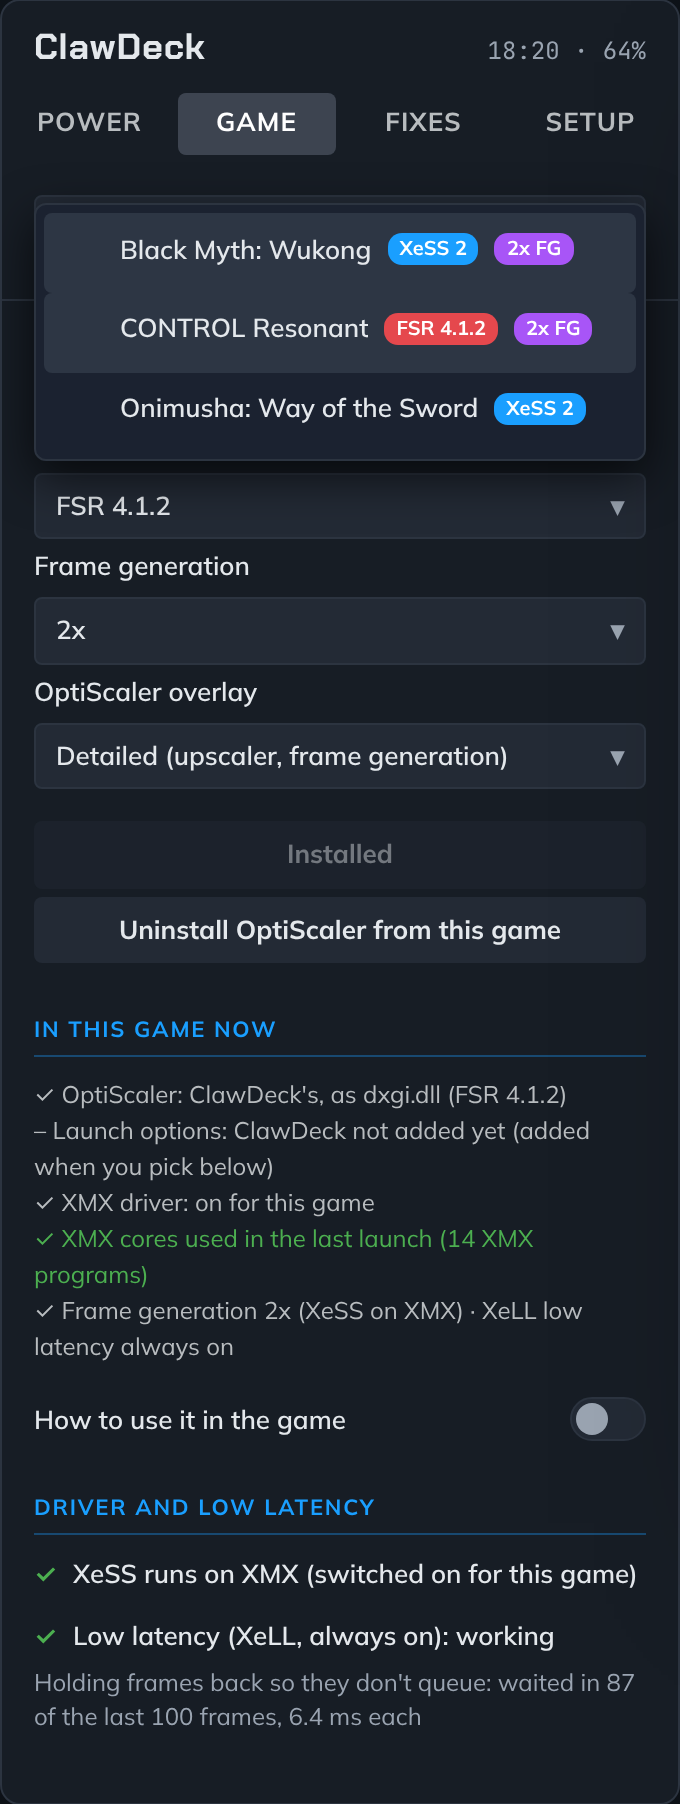 ClawDeck
18:20 · 64%
POWER GAME FIXES SETUP
Black Myth: Wukong XeSS 2 2x FG
CONTROL Resonant FSR 4.1.2 2x FG
Onimusha: Way of the Sword XeSS 2
FSR 4.1.2 ▼
Frame generation
2x ▼
OptiScaler overlay
Detailed (upscaler, frame generation) ▼
Installed
Uninstall OptiScaler from this game
IN THIS GAME NOW
✓ OptiScaler: ClawDeck's, as dxgi.dll (FSR 4.1.2)
– Launch options: ClawDeck not added yet (added
when you pick below)
✓ XMX driver: on for this game
✓ XMX cores used in the last launch (14 XMX
programs)
✓ Frame generation 2x (XeSS on XMX) · XeLL low
latency always on
How to use it in the game
DRIVER AND LOW LATENCY
✓ XeSS runs on XMX (switched on for this game)
✓ Low latency (XeLL, always on): working
Holding frames back so they don't queue: waited in 87
of the last 100 frames, 6.4 ms each